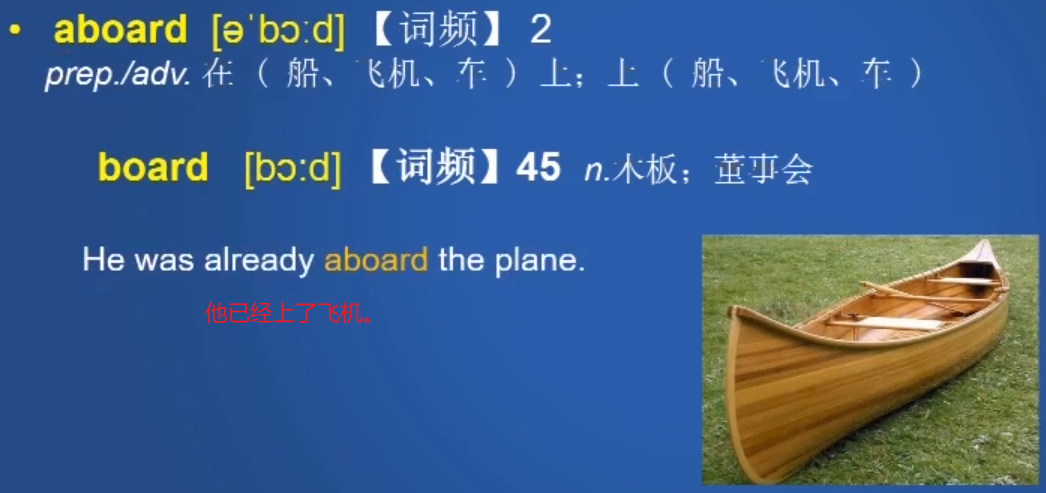 • aboard [əˈbɔːd] 【词频】 2
prep./adv. 在（船、飞机、车）上；上（船、飞机、车）
board [bɔːd] 【词频】45 n.木板；董事会
He was already aboard the plane.
他已经上了飞机。